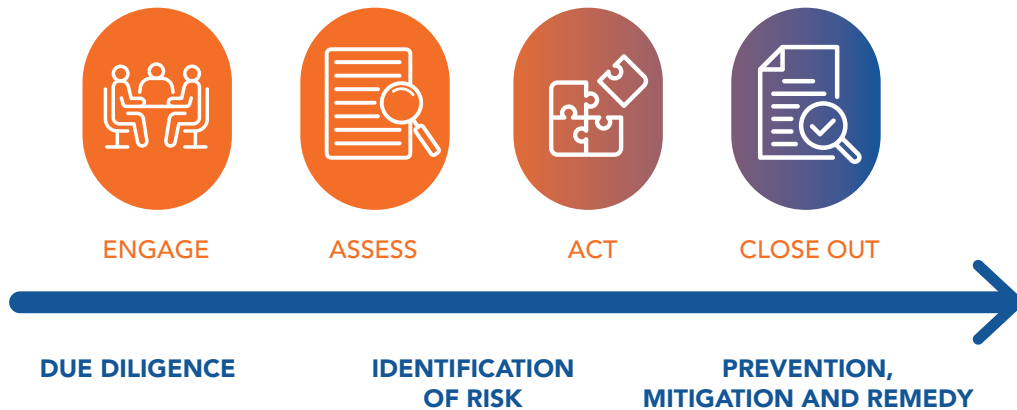 ENGAGE
ASSESS
ACT
CLOSE OUT
DUE DILIGENCE
IDENTIFICATION
OF RISK
PREVENTION,
MITIGATION AND REMEDY